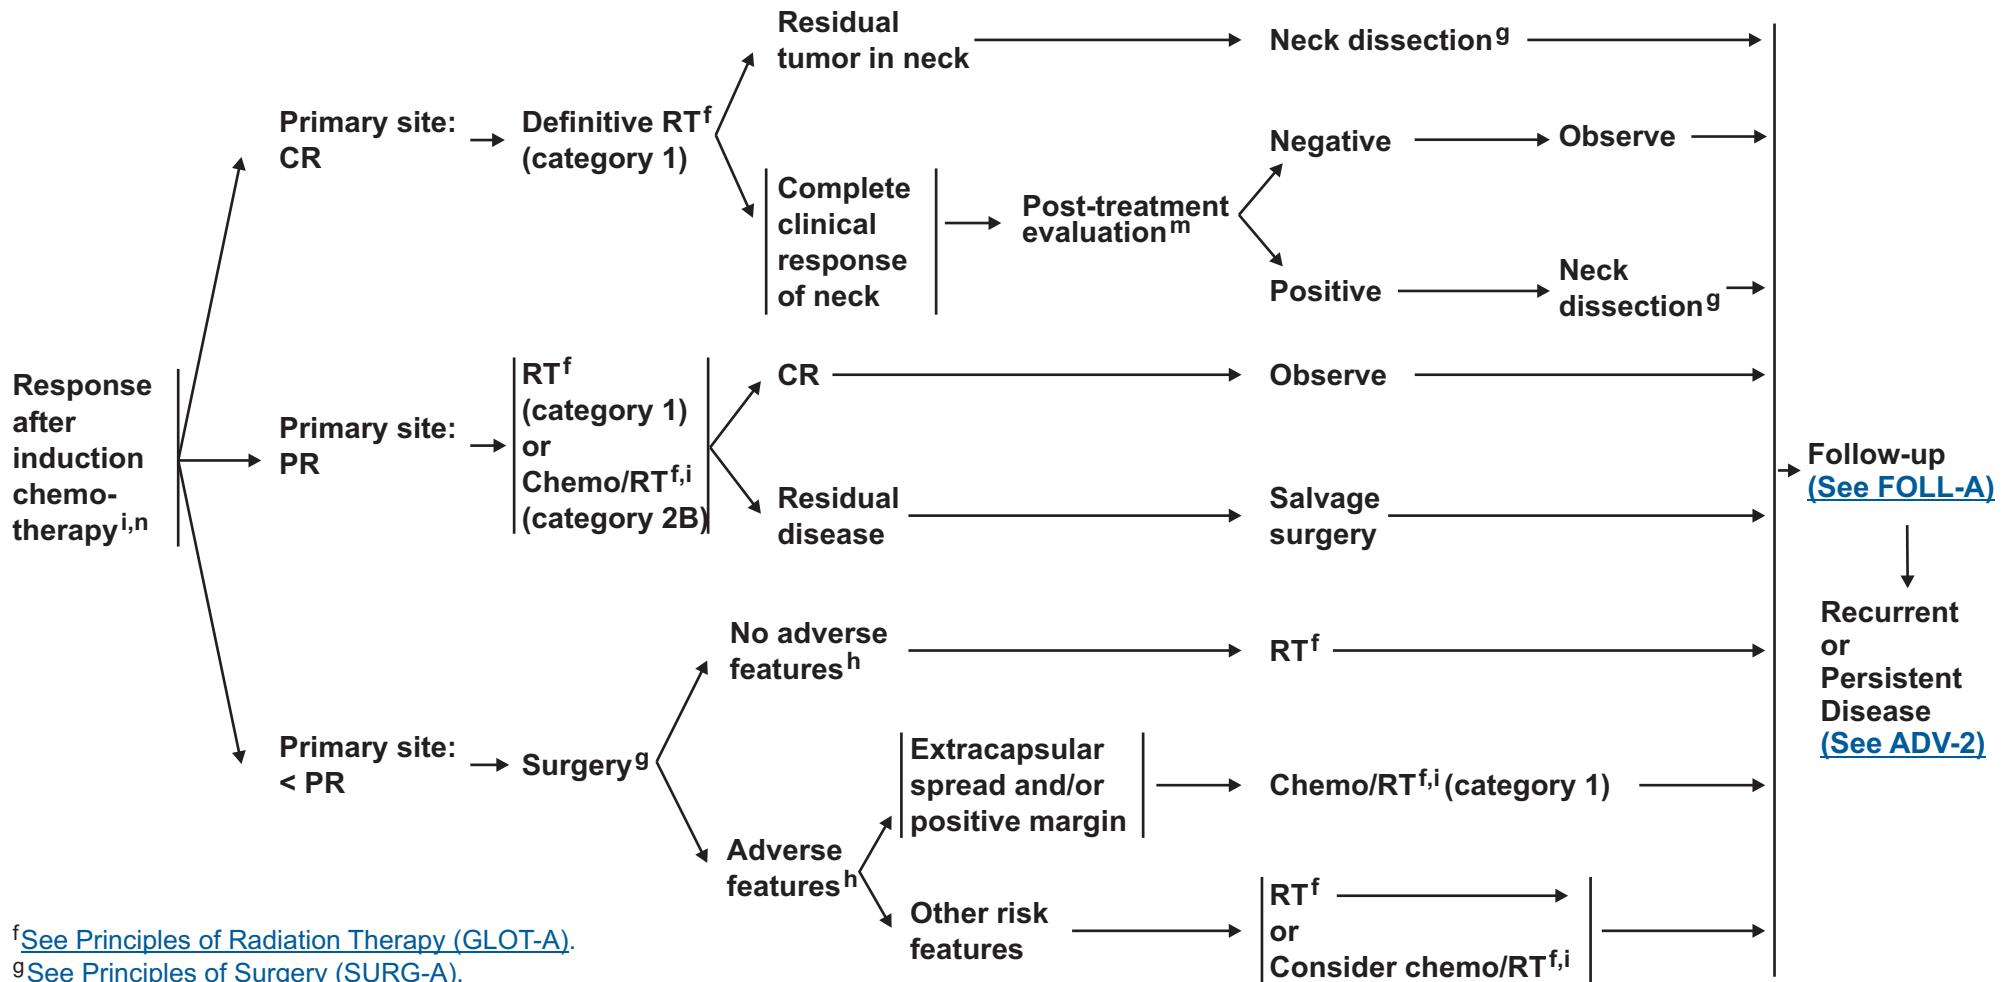 Response
after
induction
chemo-
therapy i,n
Primary site:
CR
Definitive RT f
(category 1)
Residual
tumor in neck
Neck dissection g
Complete
clinical
response
of neck
Post-treatment
evaluation m
Negative
Observe
Positive
Neck
dissection g
Primary site:
PR
RT f
(category 1)
or
Chemo/RT f,i
(category 2B)
CR
Observe
Residual
disease
Salvage
surgery
Primary site:
< PR
Surgery g
No adverse
features h
RT f
Adverse
features h
Extracapsular
spread and/or
positive margin
Chemo/RT f,i (category 1)
Other risk
features
RT f
or
Consider chemo/RT f,i
Follow-up
(See FOLL-A)
Recurrent
or
Persistent
Disease
(See ADV-2)
f See Principles of Radiation Therapy (GLOT-A).
g See Principles of Surgery (SURG-A).